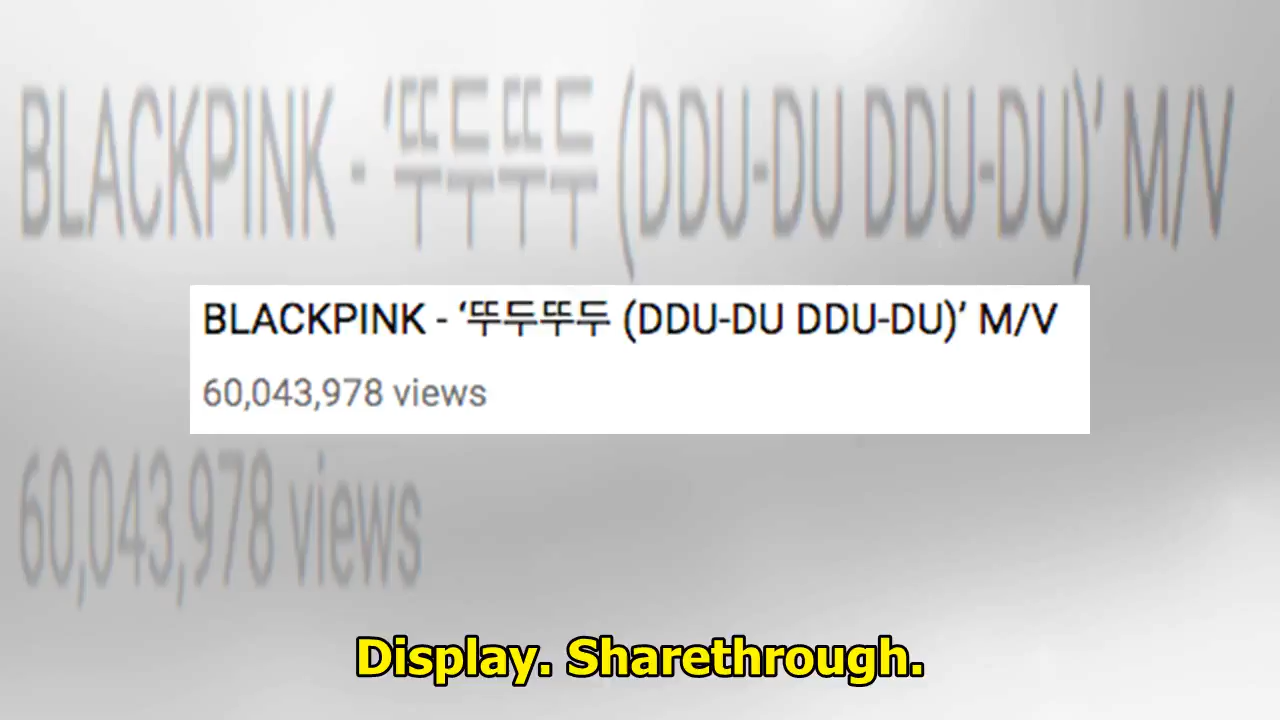 BLACKPINK - ‘뚜두뚜두 (DDU-DU DDU-DU)’ M/V
BLACKPINK - ‘뚜두뚜두 (DDU-DU DDU-DU)’ M/V
60,043,978 views
60,043,978 views
Display. Sharethrough.